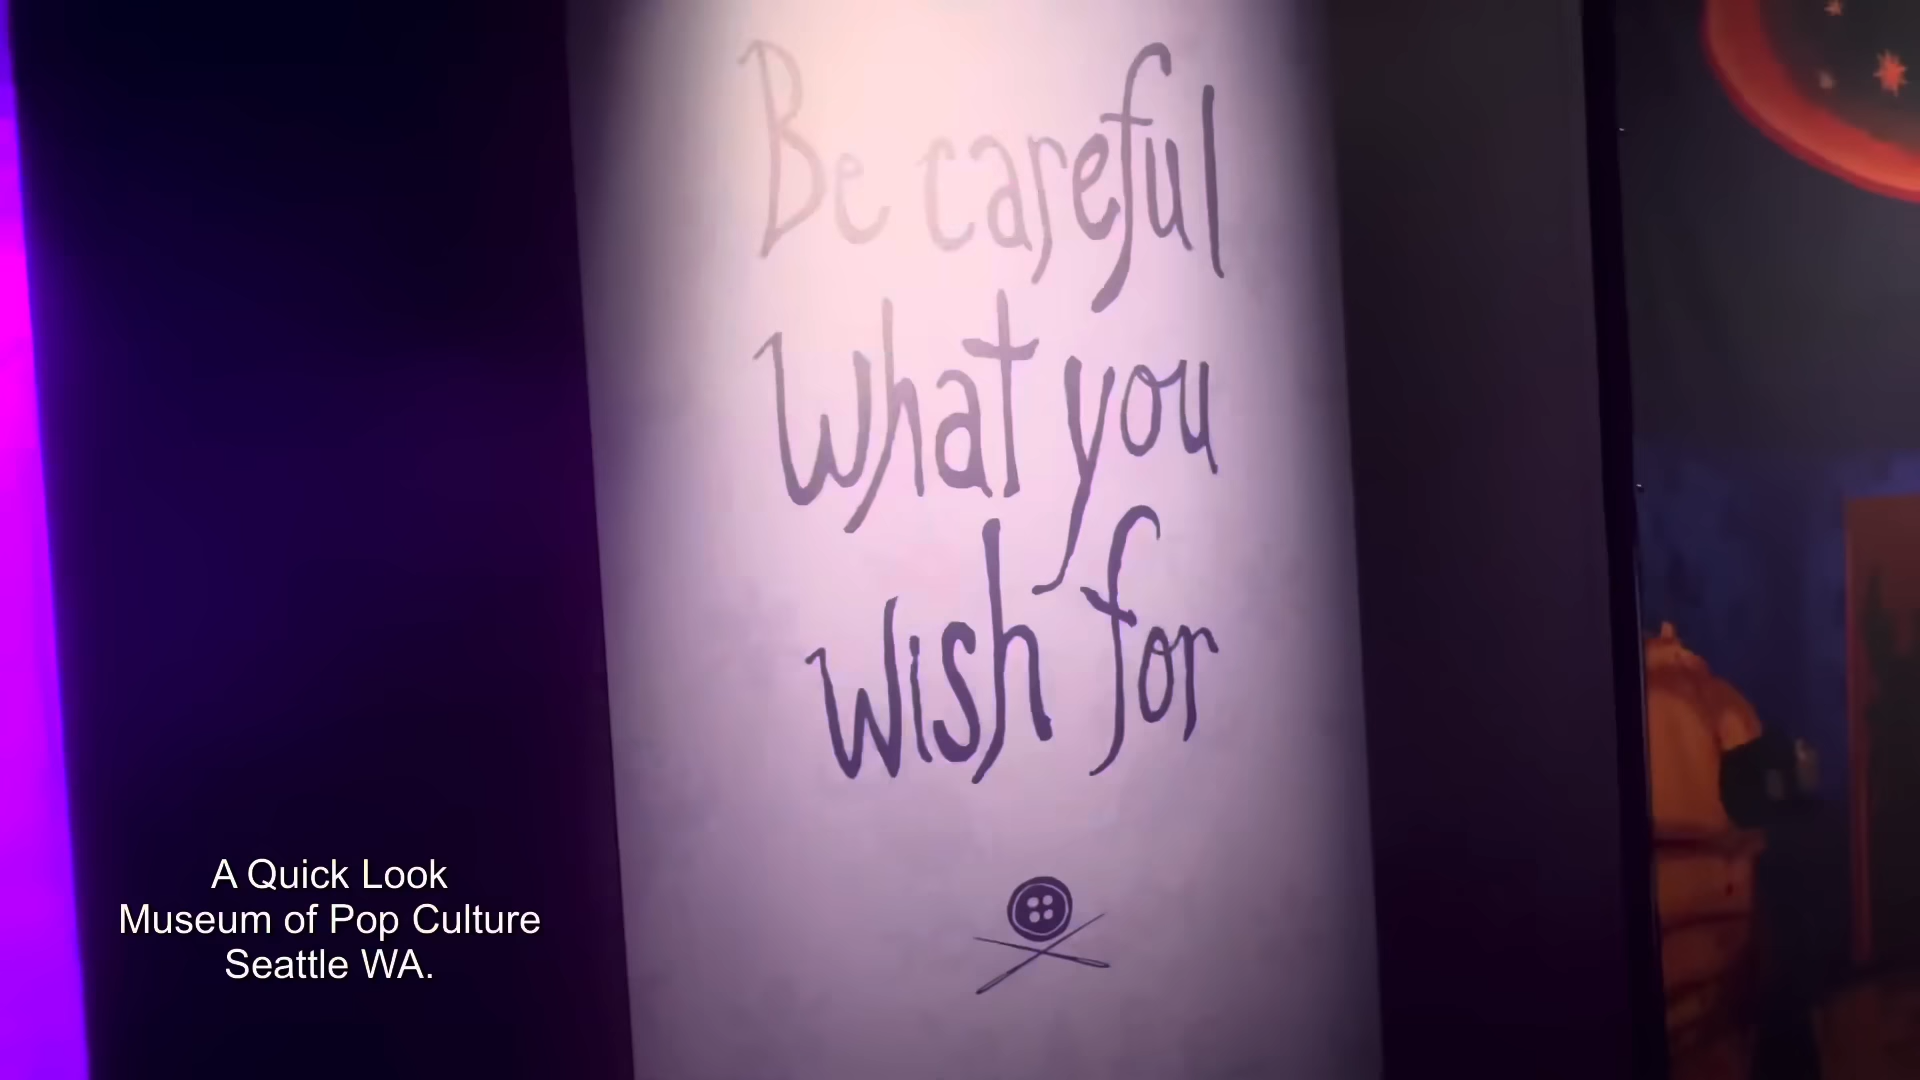 Be careful
What you
Wish for
A Quick Look
Museum of Pop Culture
Seattle WA.